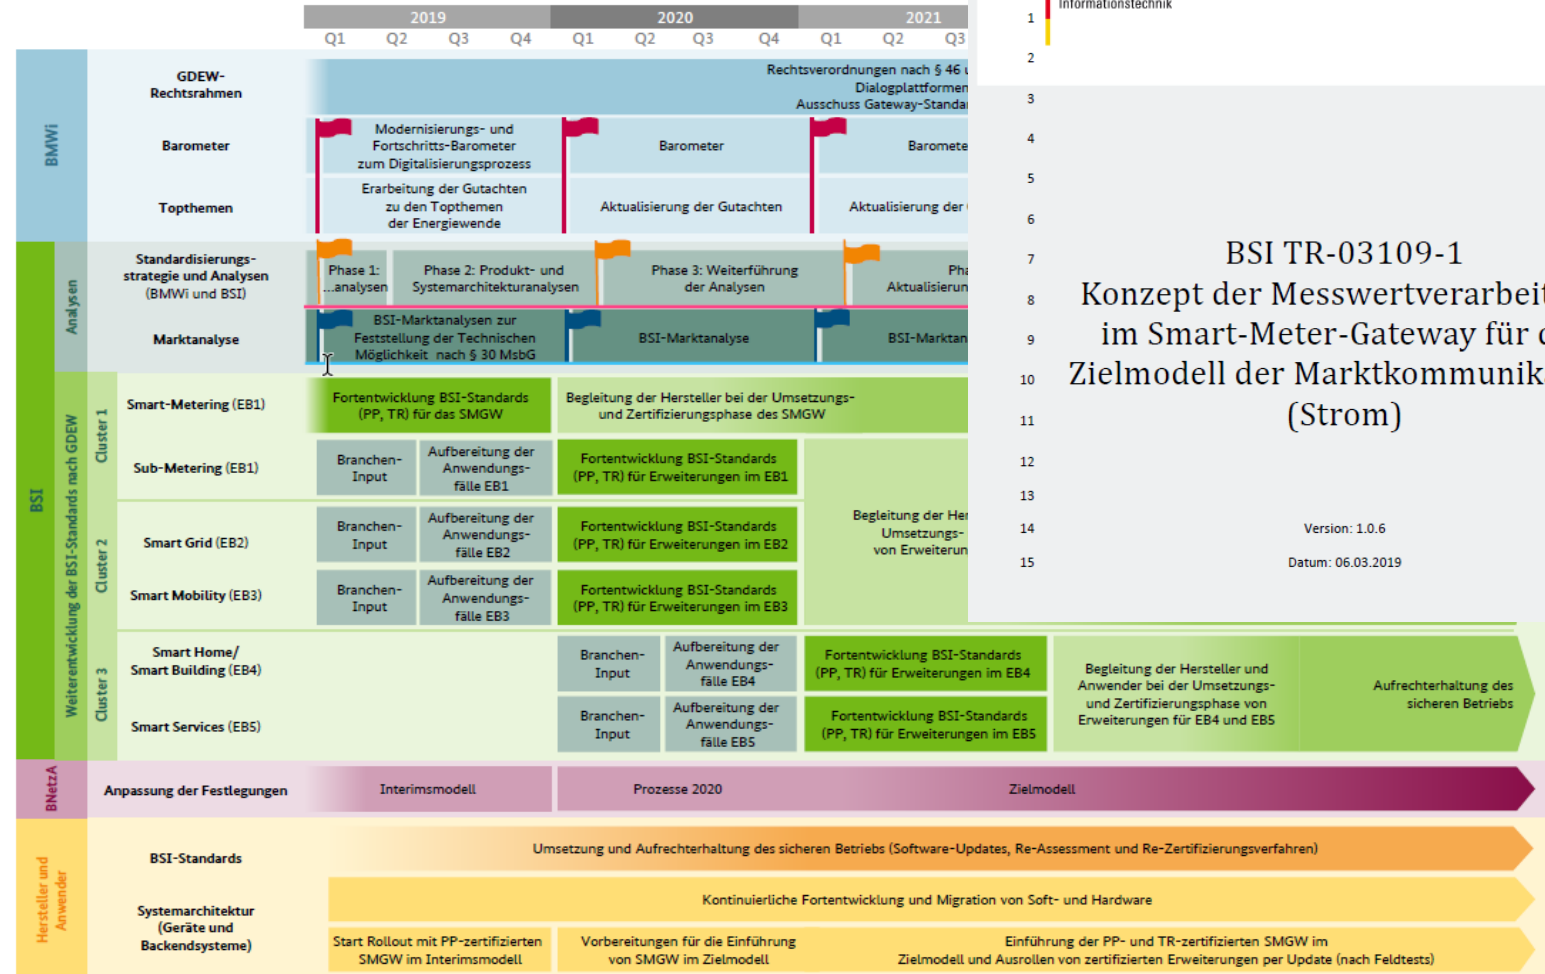 2019 2020 2021
Q1 Q2 Q3 Q4 Q1 Q2 Q3 Q4 Q1 Q2 Q3
BMWi
GDEW-
Rechtsrahmen
Rechtsverordnungen nach § 46
Dialogplattformen
Ausschuss Gateway-Standa
Barometer
Modernisierungs- und
Fortschritts-Barometer
zum Digitalisierungsprozess
Barometer
Baromete
Topthemen
Erarbeitung der Gutachten
zu den Topthemen
der Energiewende
Aktualisierung der Gutachten
Aktualisierung der
BSI
Analysen
Standardisierungs-
strategie und Analysen
(BMWi und BSI)
Phase 1:
...analysen
Phase 2: Produkt- und
Systemarchitekturanalysen
Phase 3: Weiterführung
der Analysen
Pha
Aktualisierun
Marktanalyse
BSI-Marktanalysen zur
Feststellung der Technischen
Möglichkeit nach § 30 MsbG
BSI-Marktanalyse
BSI-Marktan
Weiterentwicklung der BSI-Standards nach GDEW
Cluster 1
Smart-Metering (EB1)
Fortentwicklung BSI-Standards
(PP, TR) für das SMGW
Begleitung der Hersteller bei der Umsetzungs-
und Zertifizierungsphase des SMGW
Sub-Metering (EB1)
Branchen-
Input
Aufbereitung der
Anwendungs-
fälle EB1
Fortentwicklung BSI-Standards
(PP, TR) für Erweiterungen im EB1
Cluster 2
Smart Grid (EB2)
Branchen-
Input
Aufbereitung der
Anwendungs-
fälle EB2
Fortentwicklung BSI-Standards
(PP, TR) für Erweiterungen im EB2
Begleitung der Her
Umsetzungs-
von Erweiterun
Smart Mobility (EB3)
Branchen-
Input
Aufbereitung der
Anwendungs-
fälle EB3
Fortentwicklung BSI-Standards
(PP, TR) für Erweiterungen im EB3
Cluster 3
Smart Home/
Smart Building (EB4)
Branchen-
Input
Aufbereitung der
Anwendungs-
fälle EB4
Fortentwicklung BSI-Standards
(PP, TR) für Erweiterungen im EB4
Begleitung der Hersteller und
Anwender bei der Umsetzungs-
und Zertifizierungsphase von
Erweiterungen für EB4 und EB5
Aufrechterhaltung des
sicheren Betriebs
Smart Services (EB5)
Branchen-
Input
Aufbereitung der
Anwendungs-
fälle EB5
Fortentwicklung BSI-Standards
(PP, TR) für Erweiterungen im EB5
BNetzA
Anpassung der Festlegungen
Interimsmodell
Prozesse 2020
Zielmodell
Hersteller und
Anwender
BSI-Standards
Umsetzung und Aufrechterhaltung des sicheren Betriebs (Software-Updates, Re-Assessment und Re-Zertifizierungsverfahren)
Systemarchitektur
(Geräte und
Backendsysteme)
Kontinuierliche Fortentwicklung und Migration von Soft- und Hardware
Start Rollout mit PP-zertifizierten
SMGW im Interimsmodell
Vorbereitungen für die Einführung
von SMGW im Zielmodell
Einführung der PP- und TR-zertifizierten SMGW im
Zielmodell und Ausrollen von zertifizierten Erweiterungen per Update (nach Feldtests)
Informationstechnik
1
2
3
4
5
6
7 BSI TR-03109-1
8 Konzept der Messwertverarbeit
9 im Smart-Meter-Gateway für
10 Zielmodell der Marktkommunik
11 (Strom)
12
13
14 Version: 1.0.6
15 Datum: 06.03.2019